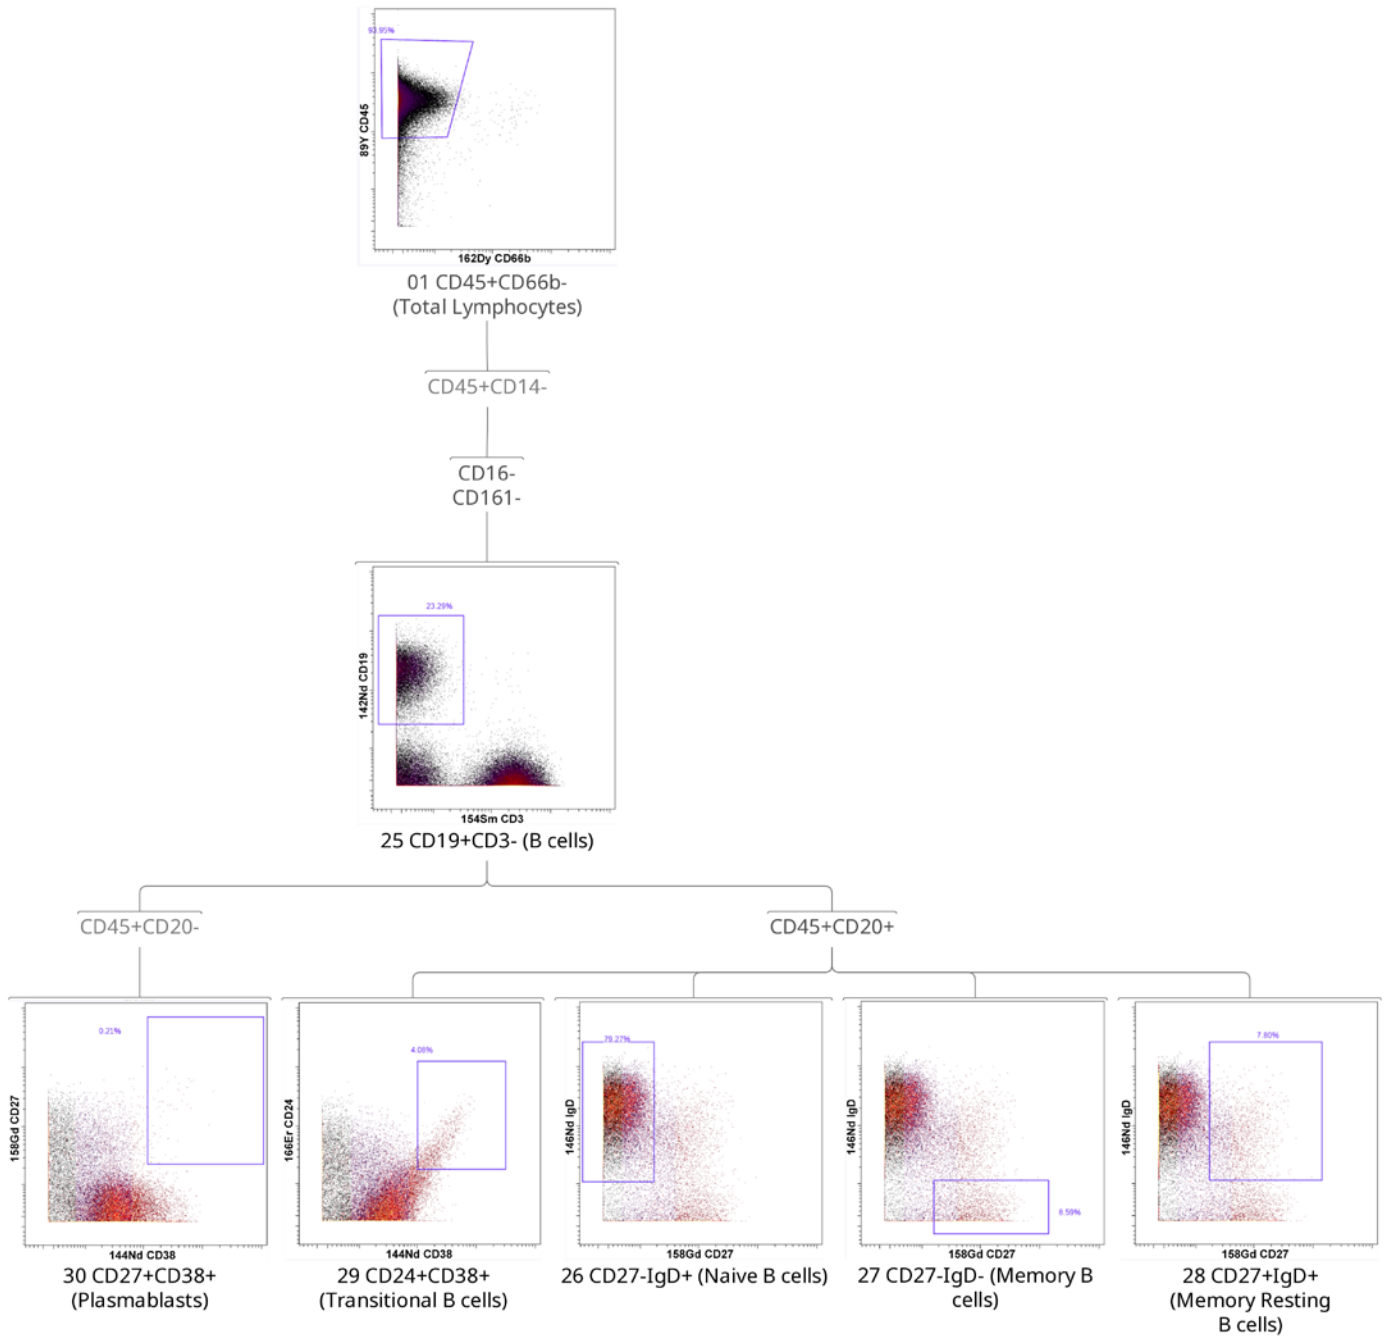 93.95%
89Y CD45
162Dy CD66b
01 CD45+CD66b-
(Total Lymphocytes)
CD45+CD14-
CD16-
CD161-
23.29%
142Nd CD19
154Sm CD3
25 CD19+CD3- (B cells)
CD45+CD20-
CD45+CD20+
0.21%
158Gd CD27
144Nd CD38
30 CD27+CD38+
(Plasmablasts)
4.08%
166Er CD24
144Nd CD38
29 CD24+CD38+
(Transitional B cells)
79.27%
146Nd IgD
158Gd CD27
26 CD27-IgD+ (Naive B cells)
8.59%
146Nd IgD
158Gd CD27
27 CD27-IgD- (Memory B
cells)
7.80%
146Nd IgD
158Gd CD27
28 CD27+IgD+
(Memory Resting
B cells)